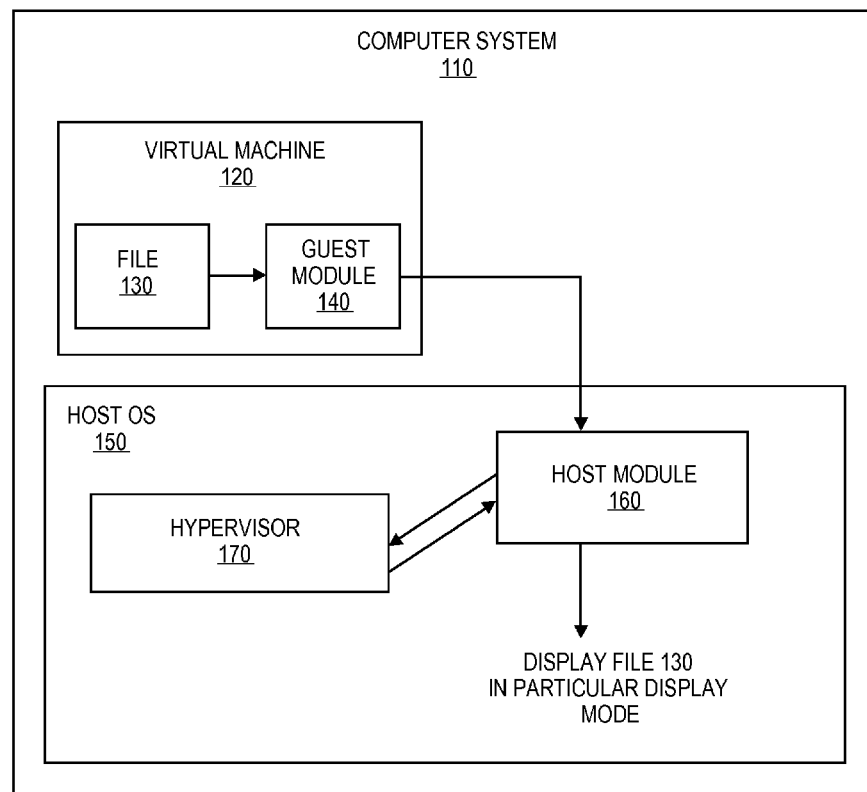 COMPUTER SYSTEM
110
VIRTUAL MACHINE
120
FILE
130
GUEST
MODULE
140
HOST OS
150
HOST MODULE
160
HYPERVISOR
170
DISPLAY FILE 130
IN PARTICULAR DISPLAY
MODE